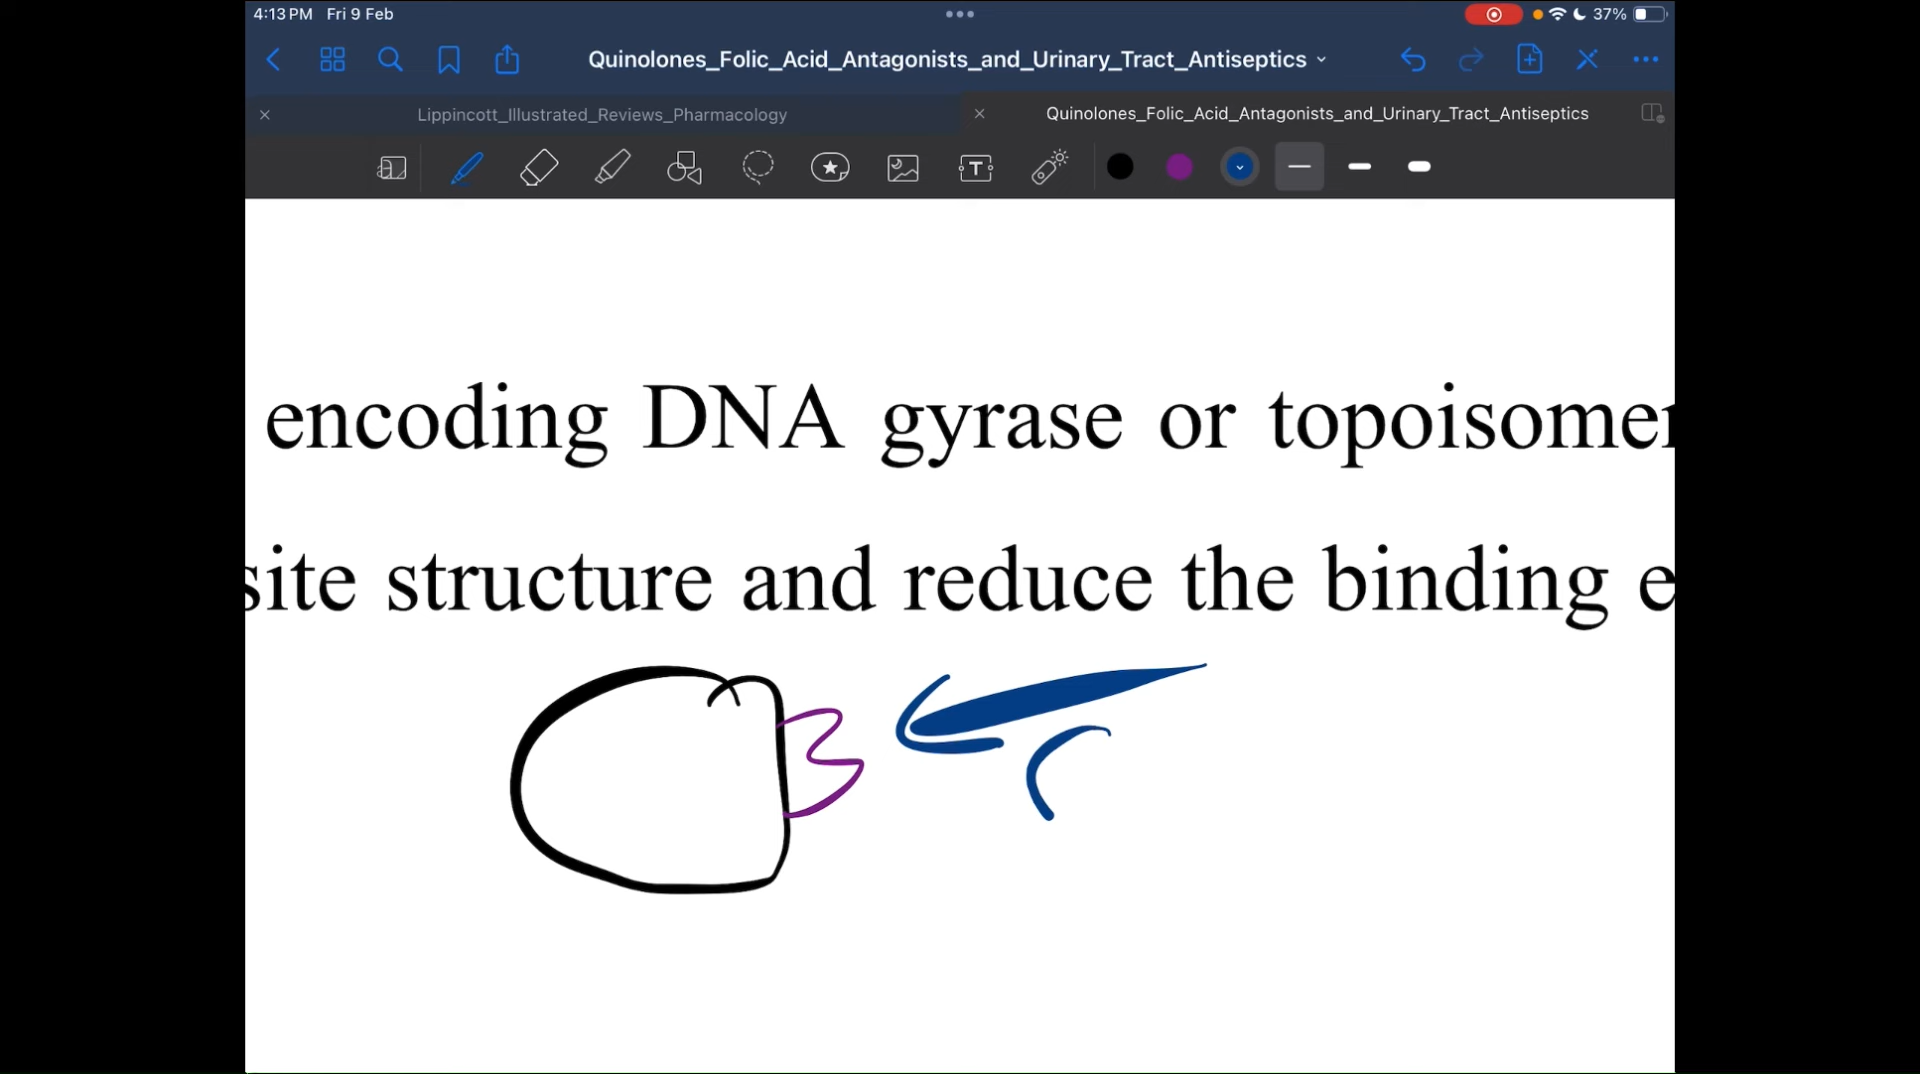 4:13 PM Fri 9 Feb 37%
Quinolones_Folic_Acid_Antagonists_and_Urinary_Tract_Antiseptics
Lippincott_Illustrated_Reviews_Pharmacology
Quinolones_Folic_Acid_Antagonists_and_Urinary_Tract_Antiseptics
encoding DNA gyrase or topoisomer
site structure and reduce the binding e